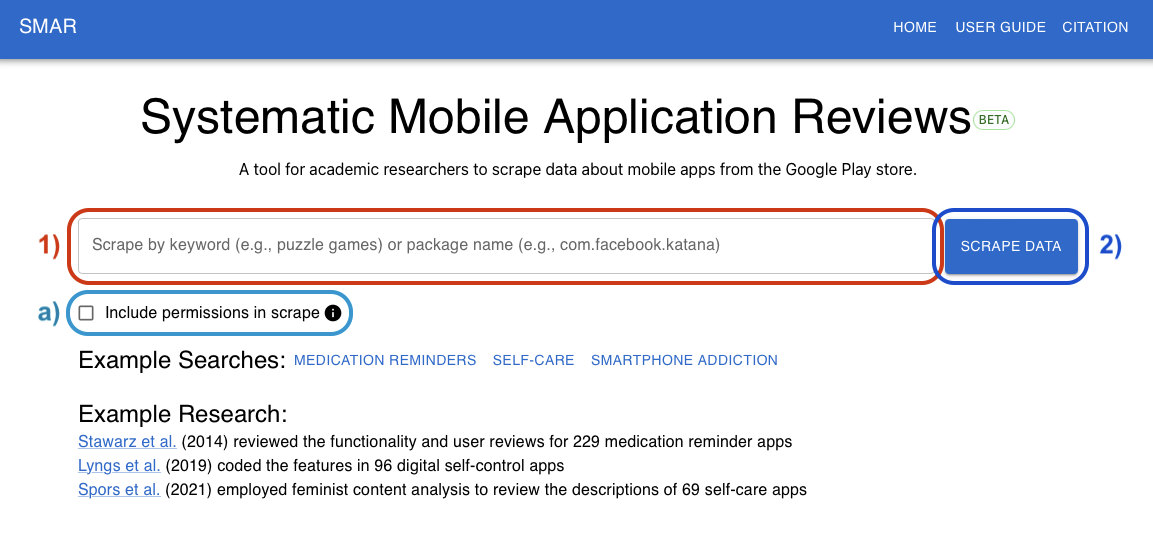 SMAR HOME USER GUIDE CITATION
Systematic Mobile Application Reviews BETA
A tool for academic researchers to scrape data about mobile apps from the Google Play store.
1) Scrape by keyword (e.g., puzzle games) or package name (e.g., com.facebook.katana) SCRAPE DATA 2)
a) Include permissions in scrape i
Example Searches: MEDICATION REMINDERS SELF-CARE SMARTPHONE ADDICTION
Example Research:
Stawarz et al. (2014) reviewed the functionality and user reviews for 229 medication reminder apps
Lyngs et al. (2019) coded the features in 96 digital self-control apps
Spors et al. (2021) employed feminist content analysis to review the descriptions of 69 self-care apps